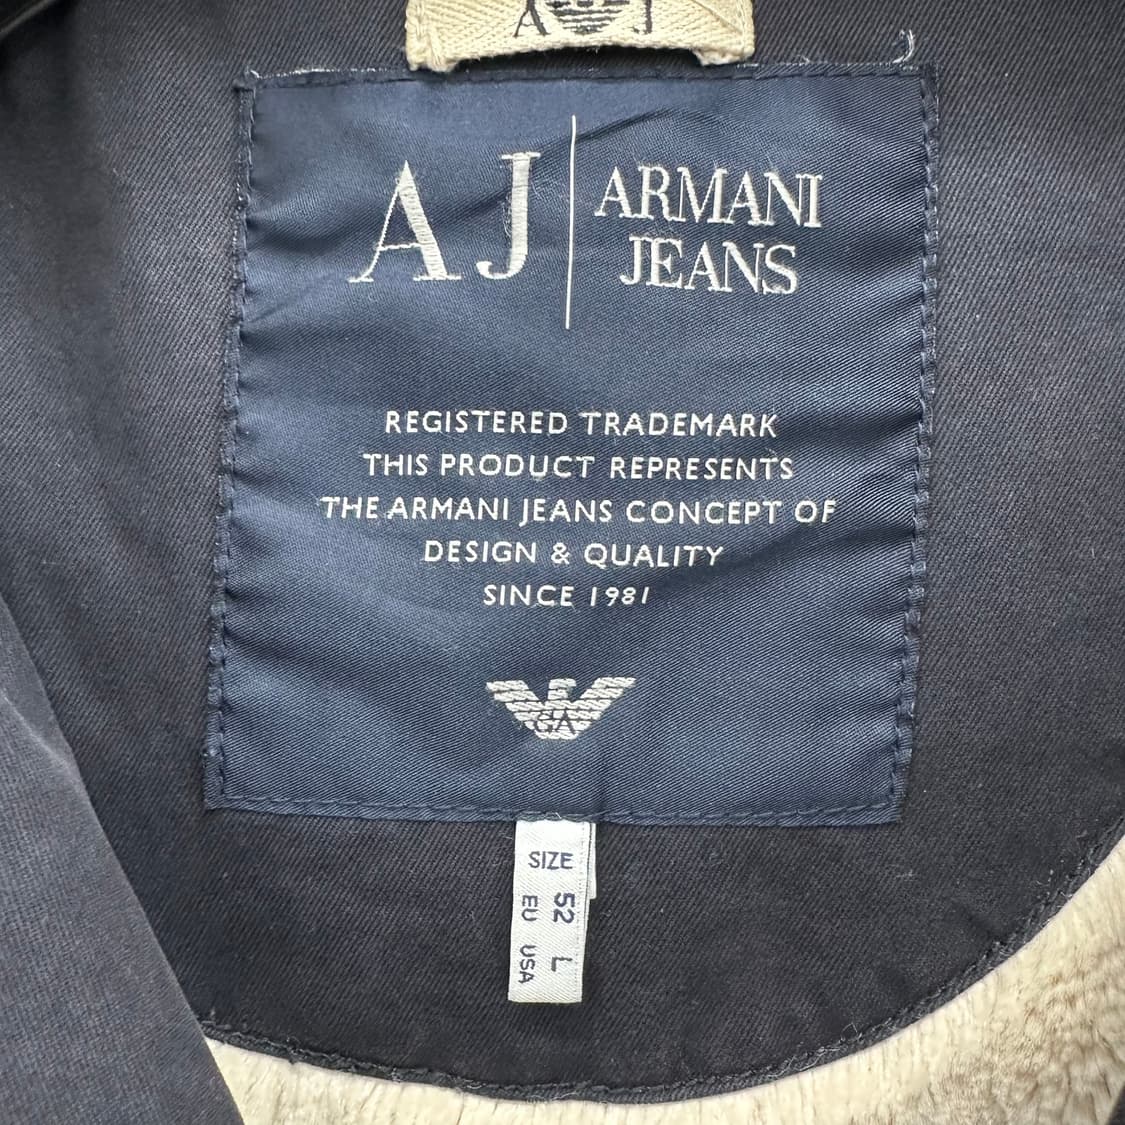 A J
A J
ARMANI
JEANS
REGISTERED TRADEMARK
THIS PRODUCT REPRESENTS
THE ARMANI JEANS CONCEPT OF
DESIGN & QUALITY
SINCE 1981
GA
SIZE
52 L
EU USA